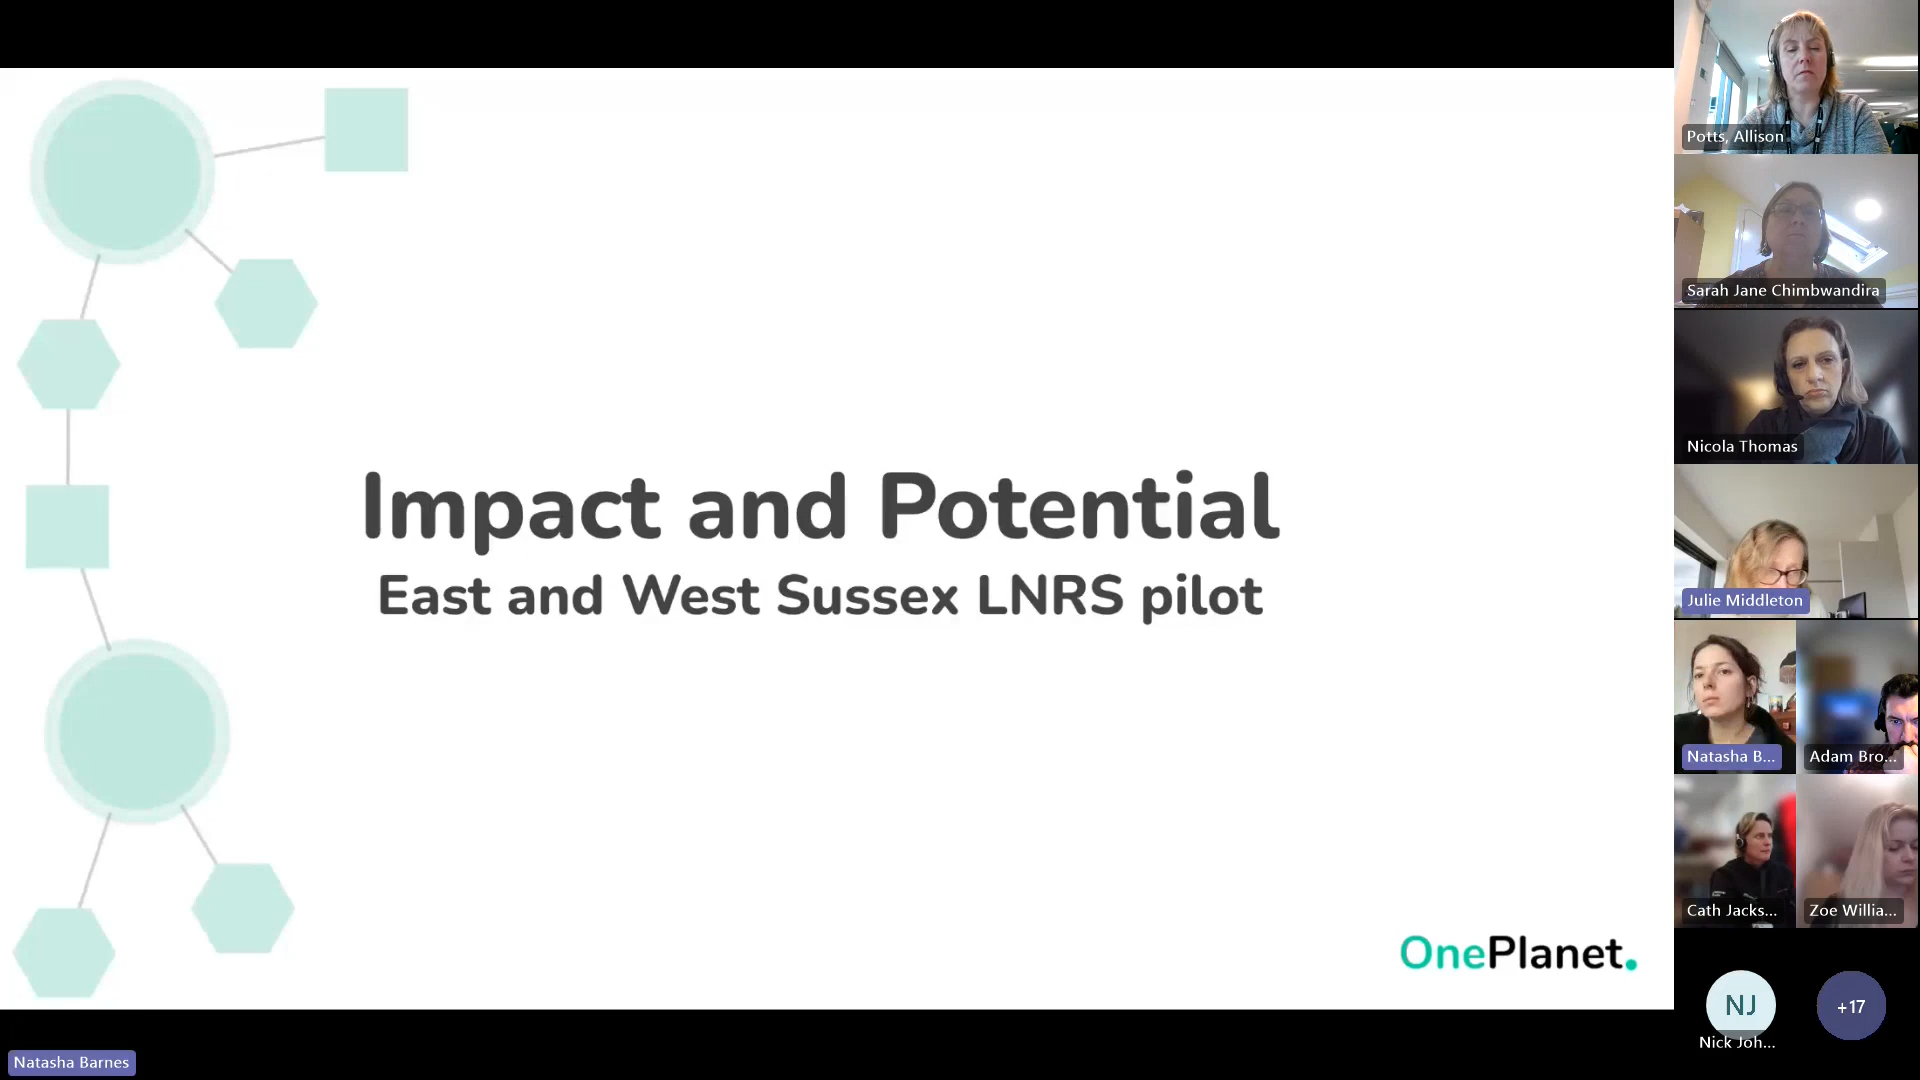 Impact and Potential
East and West Sussex LNRS pilot
OnePlanet.
Natasha Barnes
Potts, Allison
Sarah Jane Chimbwandira
Nicola Thomas
Julie Middleton
Natasha B...
Adam Bro...
Cath Jacks...
Zoe Willia...
NJ
Nick Joh...
+17